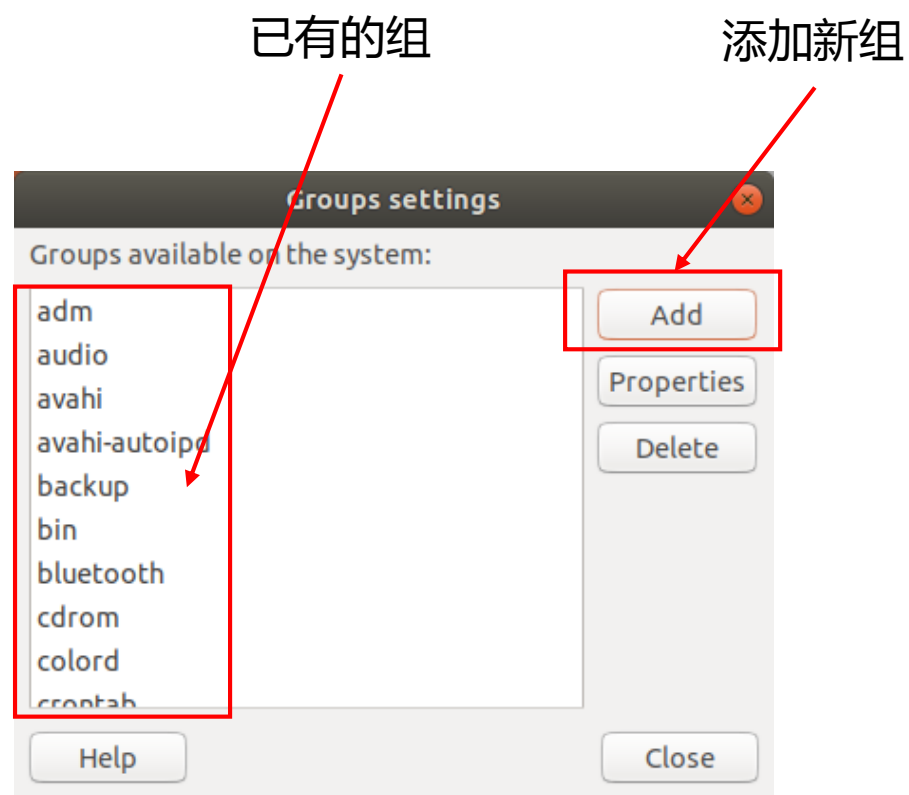 已有的组
添加新组
Groups settings
Groups available on the system:
adm
Add
audio
Properties
avahi
avahi-autoipd
Delete
backup
bin
bluetooth
cdrom
colord
crontab
Help
Close